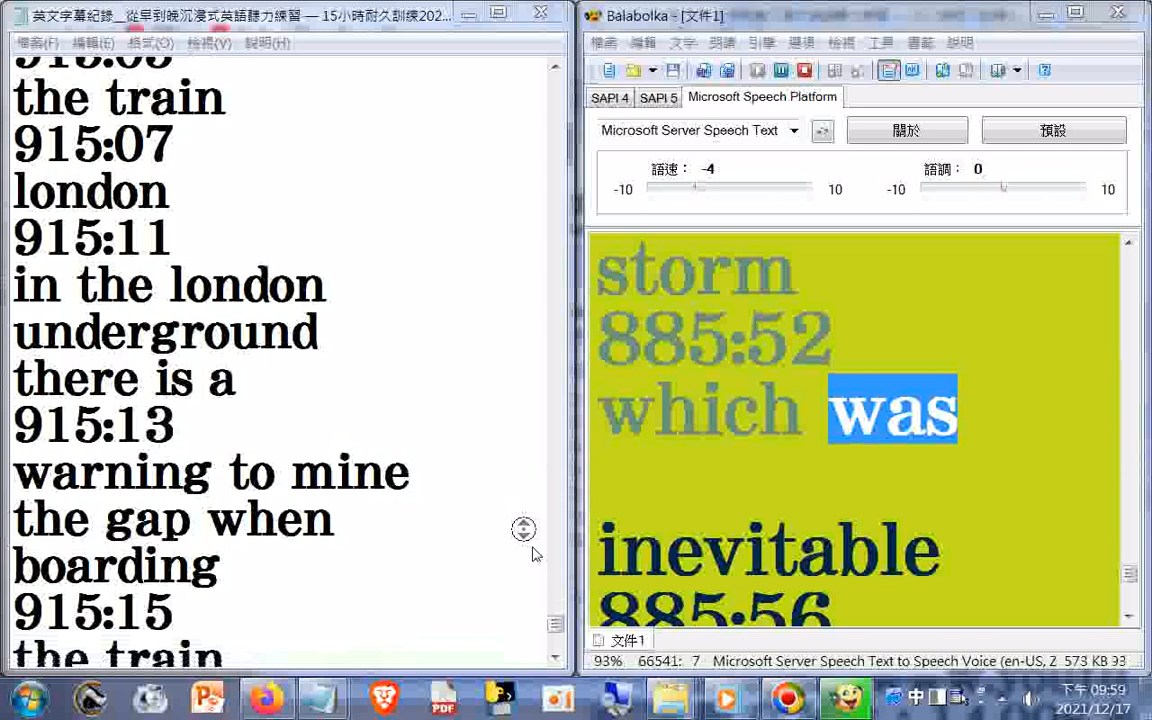 英文字幕紀錄__從早到晚沉浸式英語聽力練習 — 15小時耐久訓練202...
檔案(F) 編輯(E) 格式(O) 檢視(V) 說明(H)
915:05
the train
915:07
london
915:11
in the london
underground
there is a
915:13
warning to mine
the gap when
boarding
915:15
the train
Balabolka - [文件1]
檔案 編輯 文字 朗讀 引擎 選項 檢視 工具 書籤 說明
SAPI 4 SAPI 5 Microsoft Speech Platform
Microsoft Server Speech Text 關於 預設
語速： -4 語調： 0
-10 10 -10 10
storm
885:52
which was
inevitable
885:56
文件1
93% 66541: 7 Microsoft Server Speech Text to Speech Voice (en-US, Z 573 KB 93
PDF 中 下午 09:59
2021/12/17